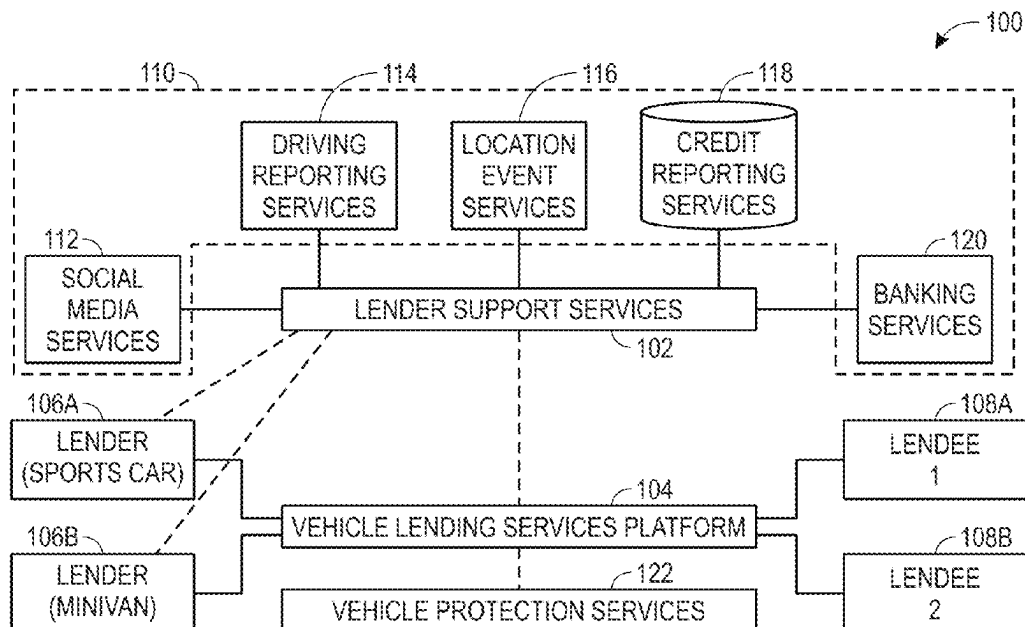 100
110
114
116
118
DRIVING
REPORTING
SERVICES
LOCATION
EVENT
SERVICES
CREDIT
REPORTING
SERVICES
112
SOCIAL
MEDIA
SERVICES
LENDER SUPPORT SERVICES
102
120
BANKING
SERVICES
106A
LENDER
(SPORTS CAR)
108A
LENDEE
1
104
VEHICLE LENDING SERVICES PLATFORM
106B
LENDER
(MINIVAN)
108B
LENDEE
2
122
VEHICLE PROTECTION SERVICES